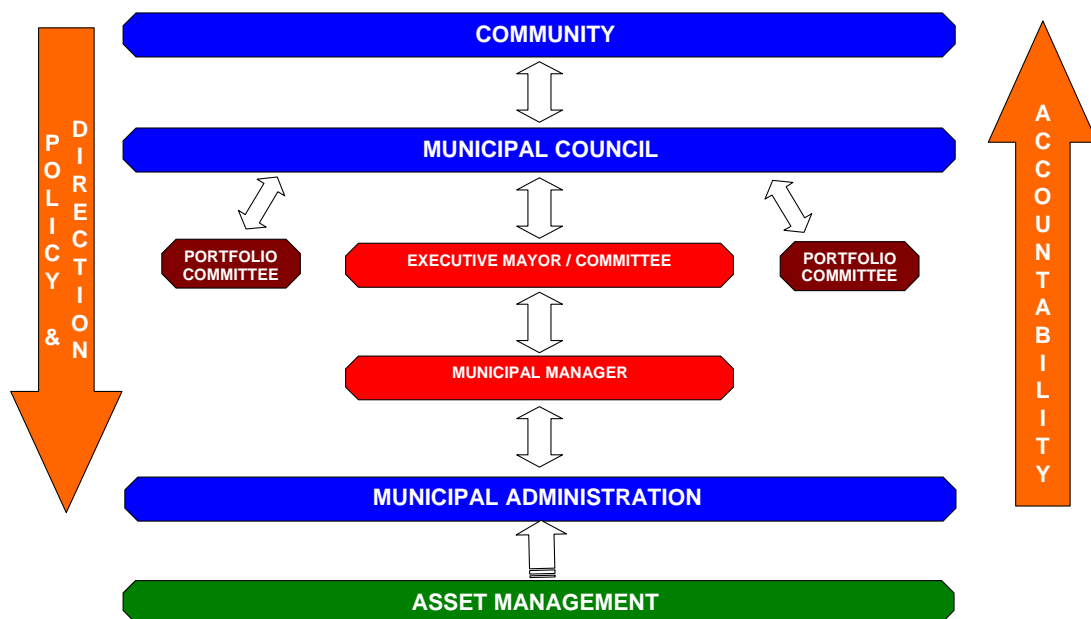 COMMUNITY
MUNICIPAL COUNCIL
POLICY &
DIRECTION
PORTFOLIO
COMMITTEE
EXECUTIVE MAYOR / COMMITTEE
PORTFOLIO
COMMITTEE
MUNICIPAL MANAGER
MUNICIPAL ADMINISTRATION
ASSET MANAGEMENT
ACCOUNTABILITY